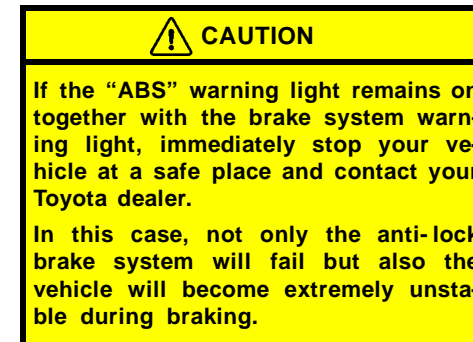 CAUTION
If the “ABS” warning light remains on
together with the brake system warn-
ing light, immediately stop your ve-
hicle at a safe place and contact your
Toyota dealer.
In this case, not only the anti-lock
brake system will fail but also the
vehicle will become extremely unsta-
ble during braking.